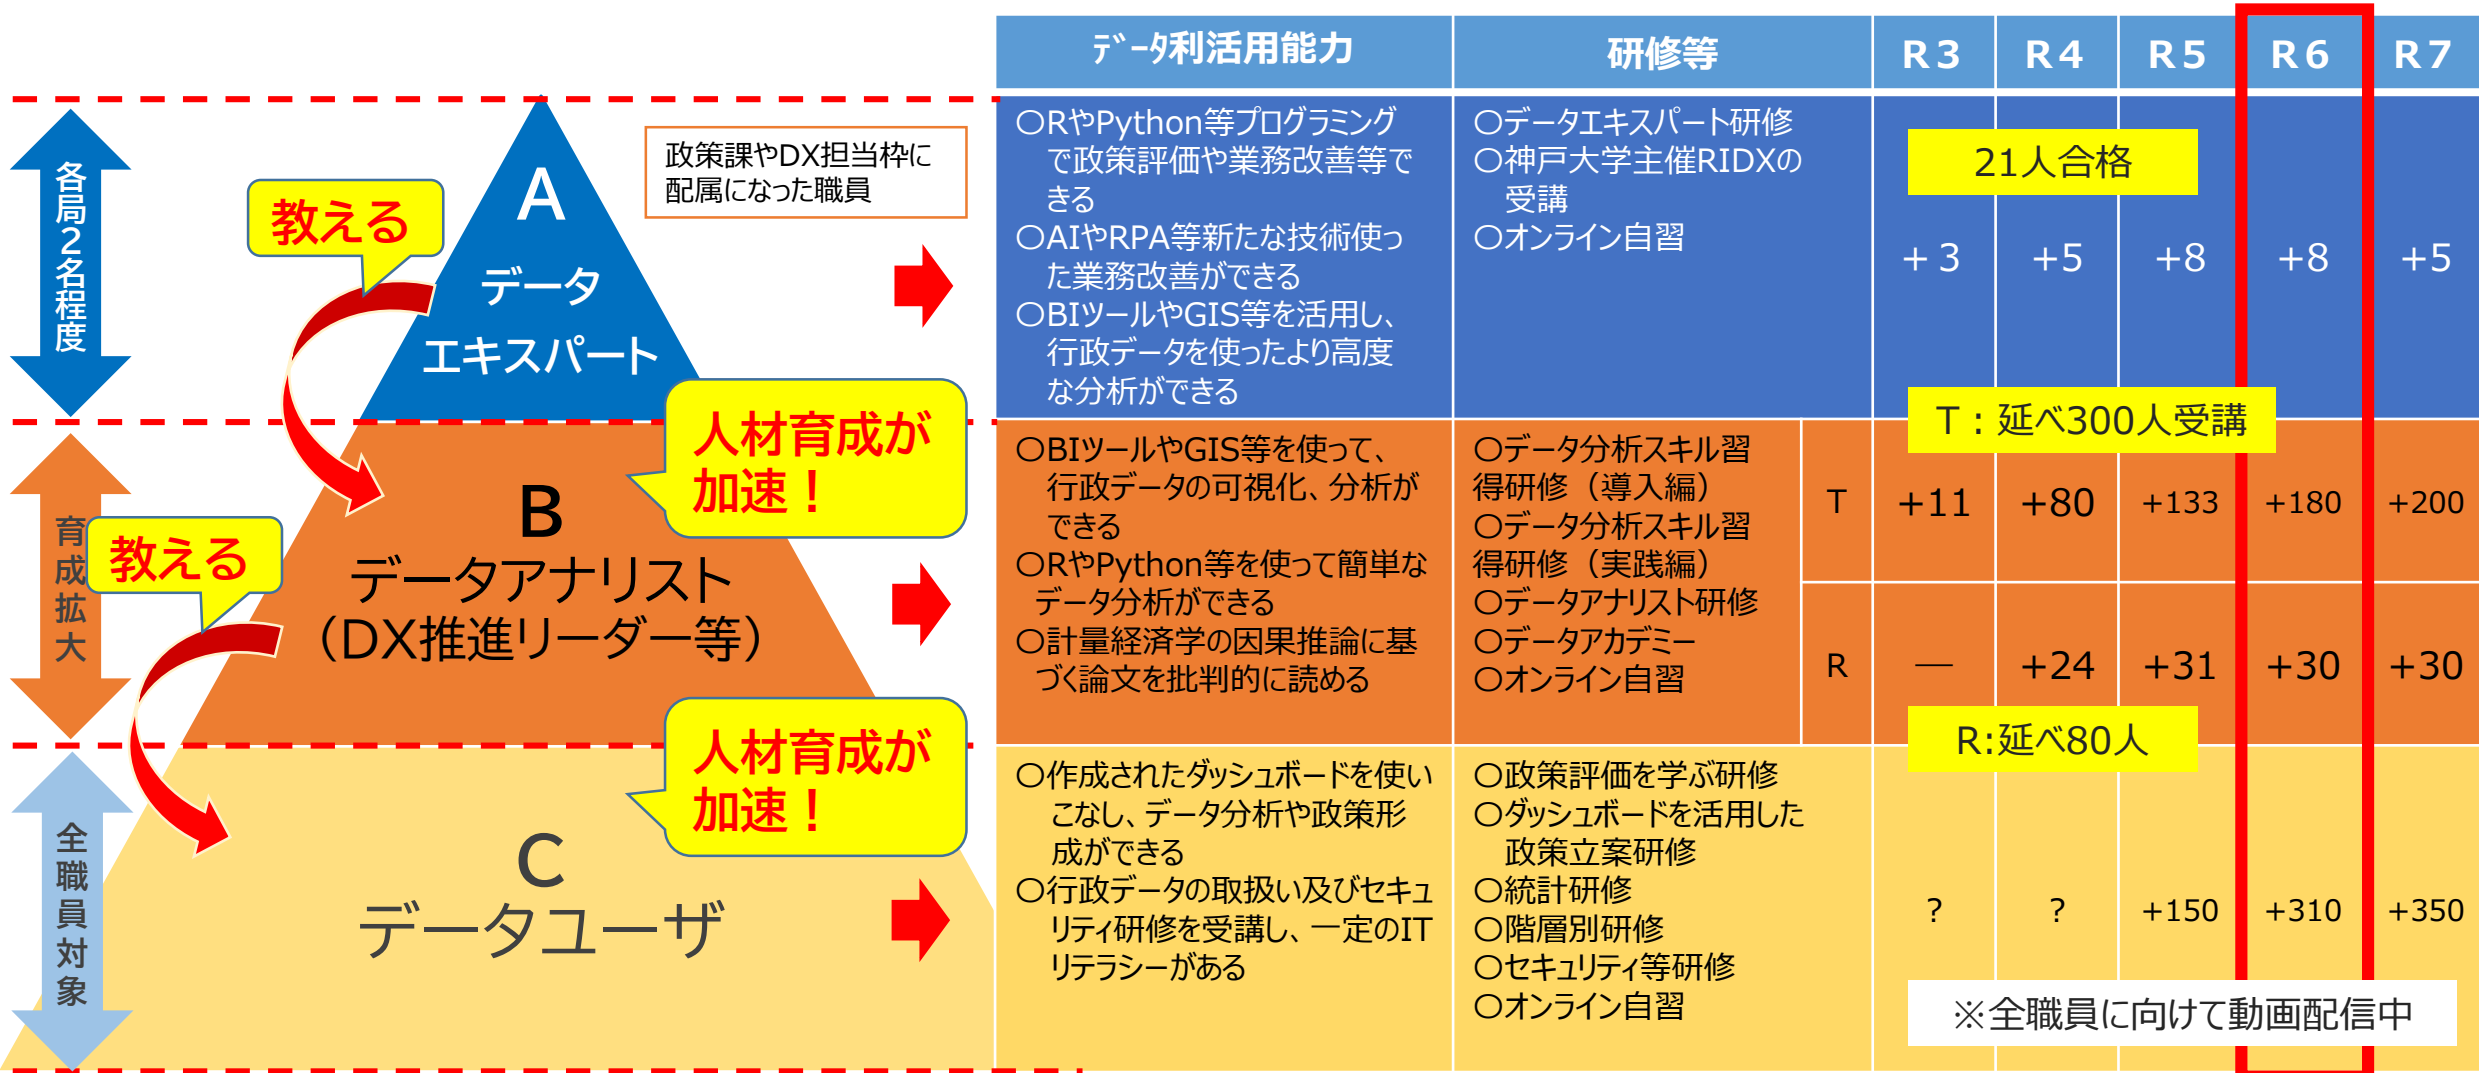 ﾃﾞｰﾀ利活用能力
研修等
R３
R４
R５
R６
R７
各局２名程度
教える
A
データ
エキスパート
政策課やDX担当枠に
配属になった職員
〇RやPython等プログラミング
で政策評価や業務改善等で
きる
〇AIやRPA等新たな技術使っ
た業務改善ができる
〇BIツールやGIS等を活用し、
行政データを使ったより高度
な分析ができる
〇データエキスパート研修
〇神戸大学主催RIDXの
受講
〇オンライン自習
21人合格
+３
+5
+8
+8
+5
育成拡大
教える
B
データアナリスト
（DX推進リーダー等）
人材育成が
加速！
〇BIツールやGIS等を使って、
行政データの可視化、分析が
できる
〇RやPython等を使って簡単な
データ分析ができる
〇計量経済学の因果推論に基
づく論文を批判的に読める
〇データ分析スキル習
得研修（導入編）
〇データ分析スキル習
得研修（実践編）
〇データアナリスト研修
〇データアカデミー
〇オンライン自習
T：延べ300人受講
T
+11
+80
+133
+180
+200
R
―
+24
+31
+30
+30
R:延べ80人
全職員対象
C
データユーザ
人材育成が
加速！
〇作成されたダッシュボードを使い
こなし、データ分析や政策形
成ができる
〇行政データの取扱い及びセキュ
リティ研修を受講し、一定のIT
リテラシーがある
〇政策評価を学ぶ研修
〇ダッシュボードを活用した
政策立案研修
〇統計研修
〇階層別研修
〇セキュリティ等研修
〇オンライン自習
?
?
+150
+310
+350
※全職員に向けて動画配信中